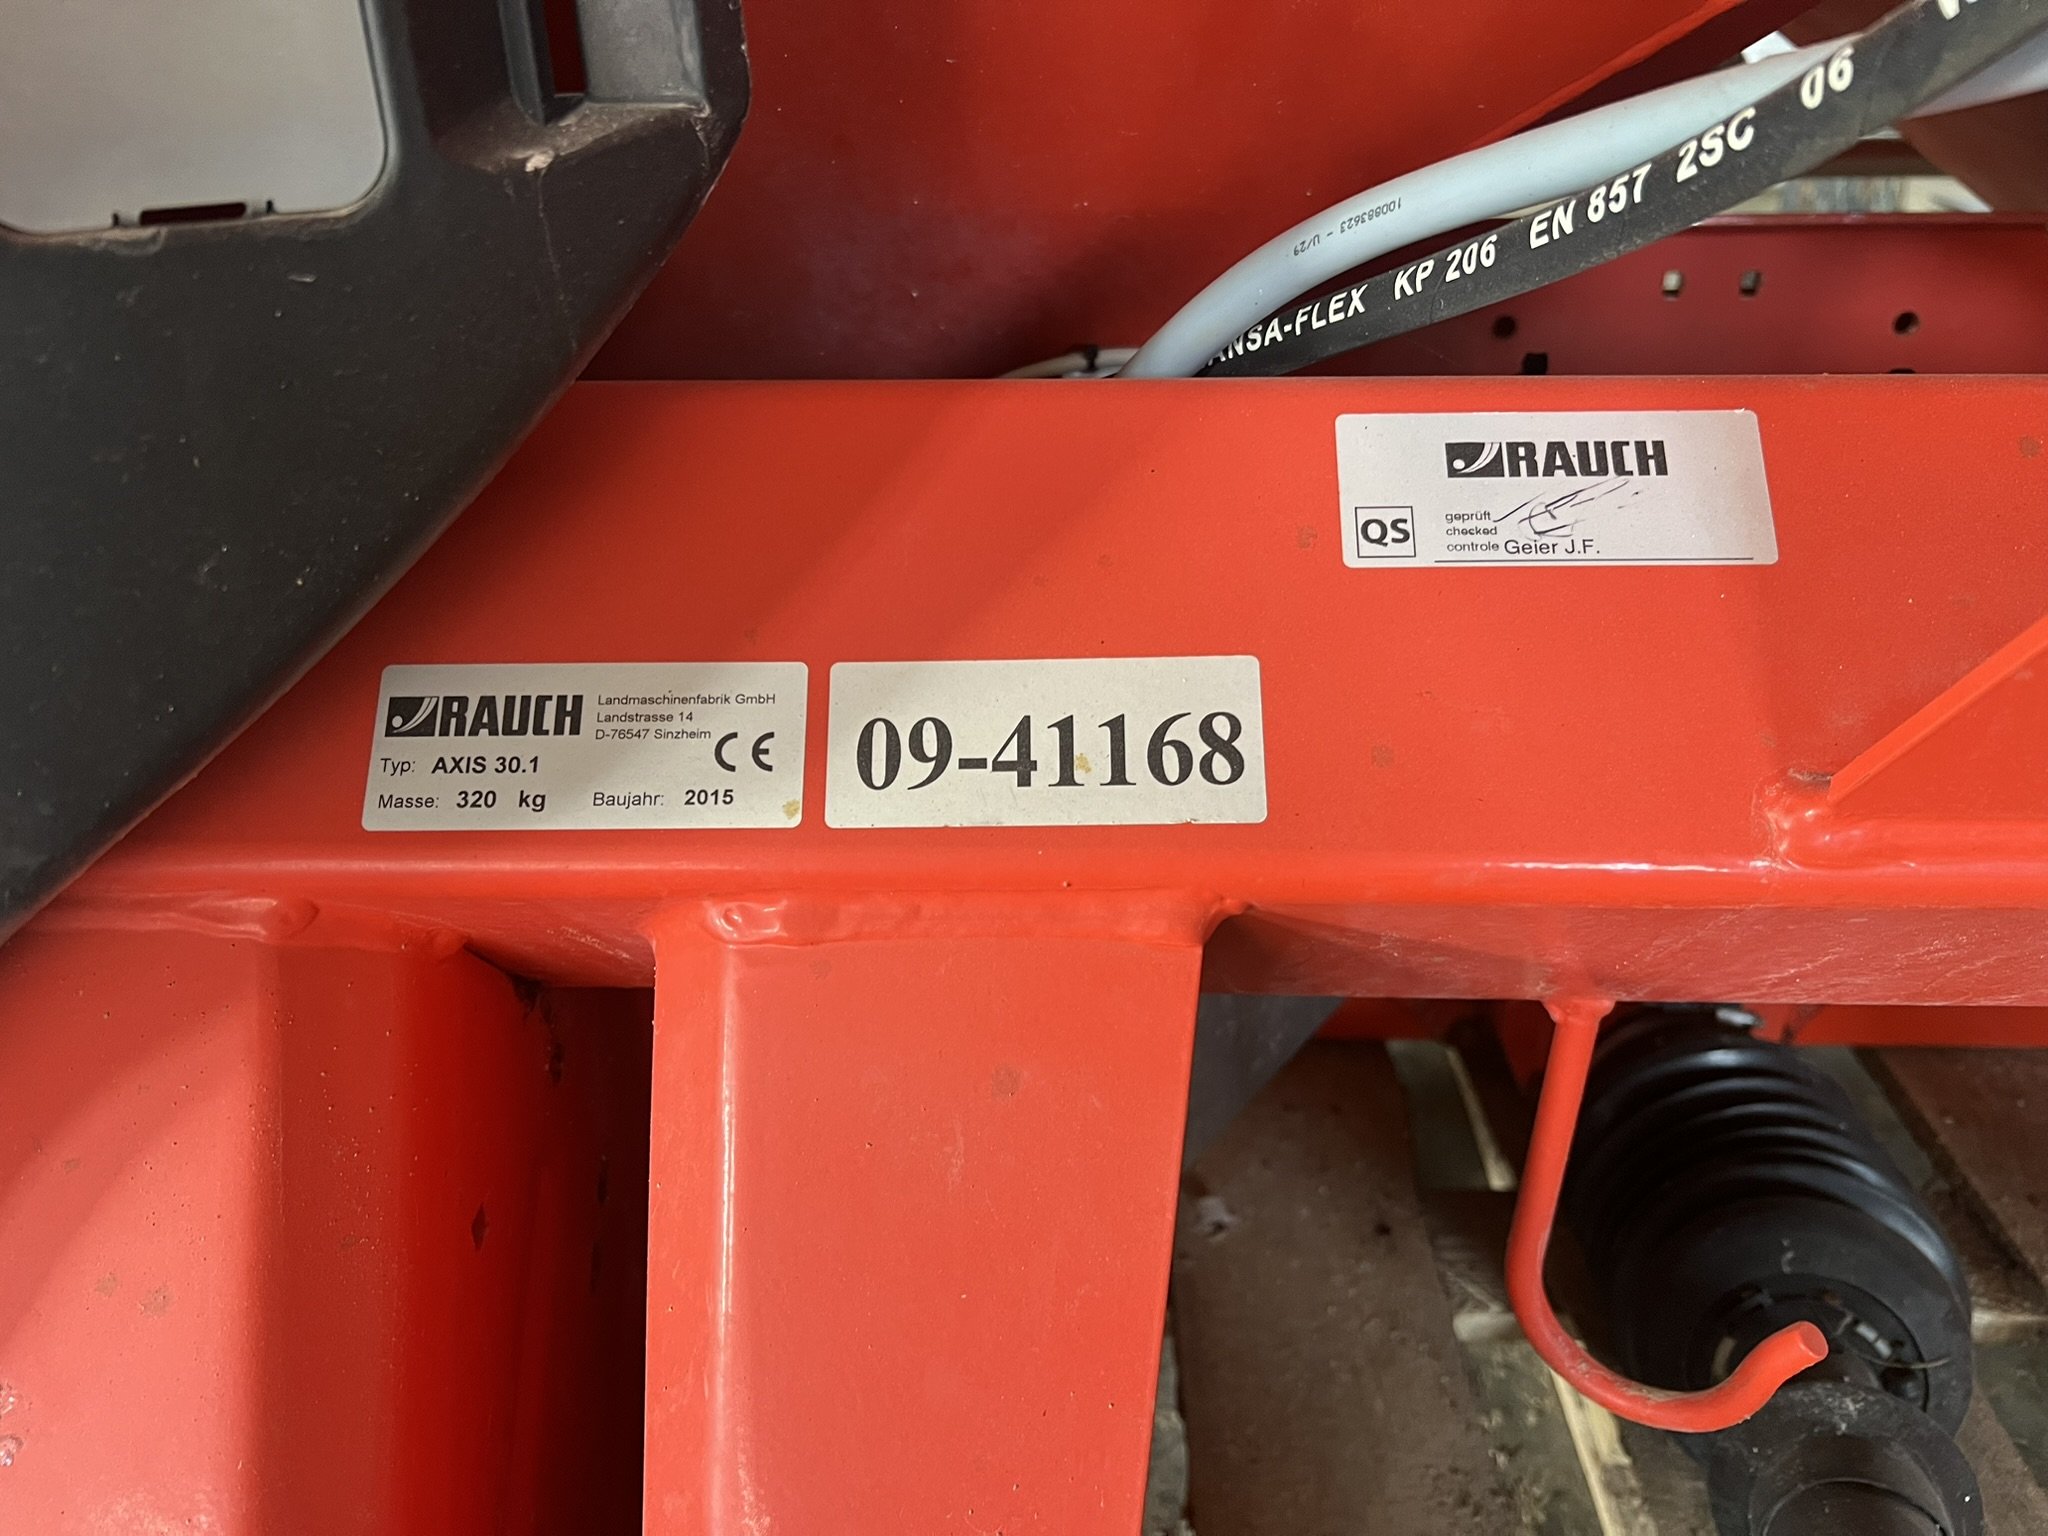 ANSA-FLEX KP 206 EN 857 2SC 06
100883623 - U/29
RAUCH
QS
geprüft
checked
controle Geier J.F.
RAUCH
Landmaschinenfabrik GmbH
Landstrasse 14
D-76547 Sinzheim
CE
Typ: AXIS 30.1
Masse: 320 kg Baujahr: 2015
09-41168